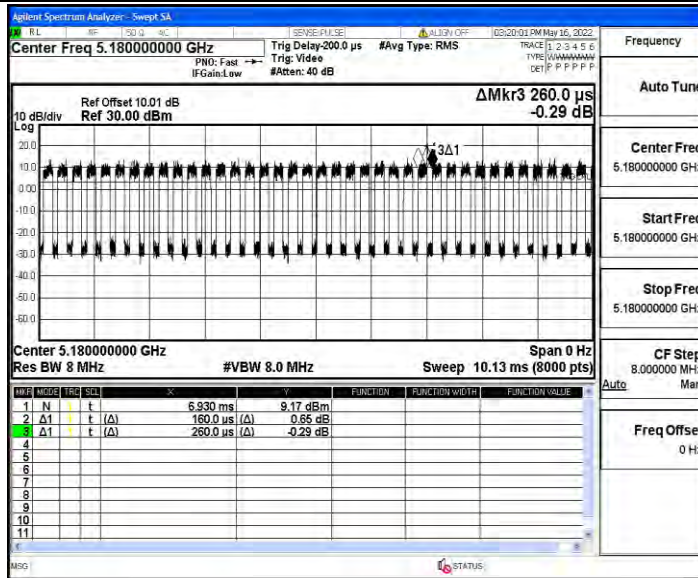 Agilent Spectrum Analyzer - Swept SA
RL RF 50 Ω AC SENSE:PULSE ALIGN OFF 03:20:01 PM May 16, 2022
Center Freq 5.180000000 GHz
PNO: Fast
IFGain:Low
Trig Delay-200.0 µs
Trig: Video
#Atten: 40 dB
#Avg Type: RMS
TRACE 1 2 3 4 5 6
TYPE WWWWWW
DET P P P P P P
Ref Offset 10.01 dB
10 dB/div Ref 30.00 dBm
Log
ΔMkr3 260.0 µs
-0.29 dB
20.0
10.0
0.00
-10.0
-20.0
-30.0
-40.0
-50.0
-60.0
3Δ1
Center 5.180000000 GHz Span 0 Hz
Res BW 8 MHz #VBW 8.0 MHz Sweep 10.13 ms (8000 pts)
MKR MODE TRC SCL X Y FUNCTION FUNCTION WIDTH FUNCTION VALUE
1 N t 6.930 ms 9.17 dBm
2 Δ1 t (Δ) 160.0 µs (Δ) 0.65 dB
3 Δ1 t (Δ) 260.0 µs (Δ) -0.29 dB
4
5
6
7
8
9
10
11
MSG STATUS
Frequency
Auto Tune
Center Freq
5.180000000 GHz
Start Freq
5.180000000 GHz
Stop Freq
5.180000000 GHz
CF Step
8.000000 MHz
Auto Man
Freq Offset
0 Hz